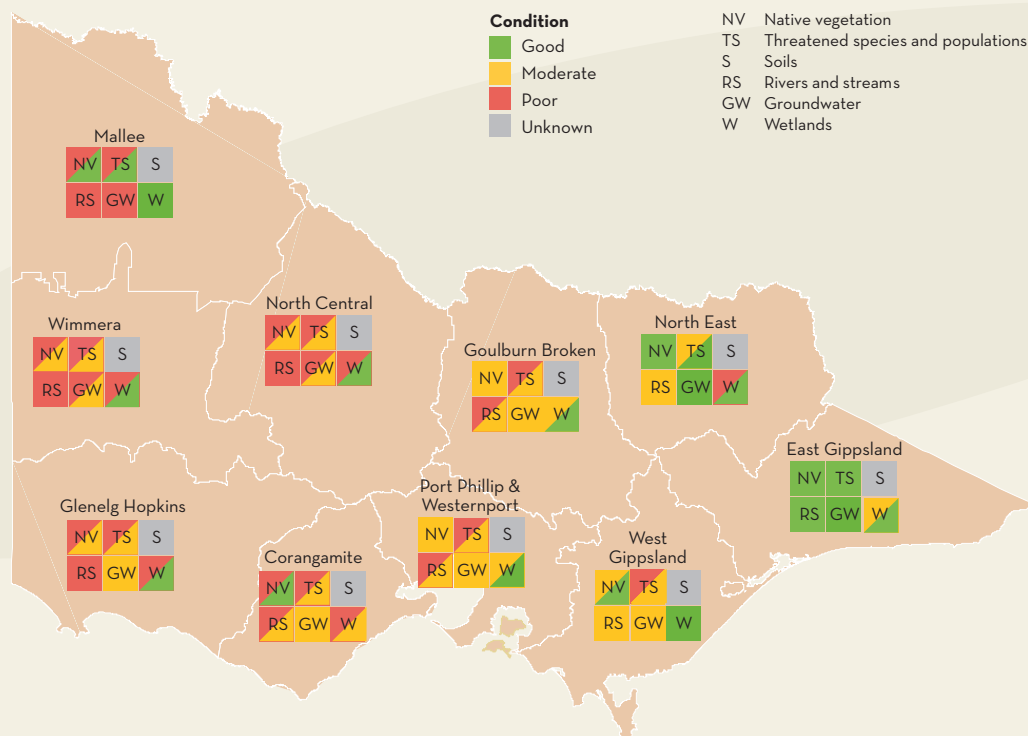 Condition
Good
Moderate
Poor
Unknown
NV Native vegetation
TS Threatened species and populations
S Soils
RS Rivers and streams
GW Groundwater
W Wetlands
Mallee
NV TS S
RS GW W
North Central
NV TS S
RS GW W
Wimmera
NV TS S
RS GW W
Goulburn Broken
NV TS S
RS GW W
North East
NV TS S
RS GW W
East Gippsland
NV TS S
RS GW W
Glenelg Hopkins
NV TS S
RS GW W
Corangamite
NV TS S
RS GW W
Port Phillip &
Westernport
NV TS S
RS GW W
West
Gippsland
NV TS S
RS GW W